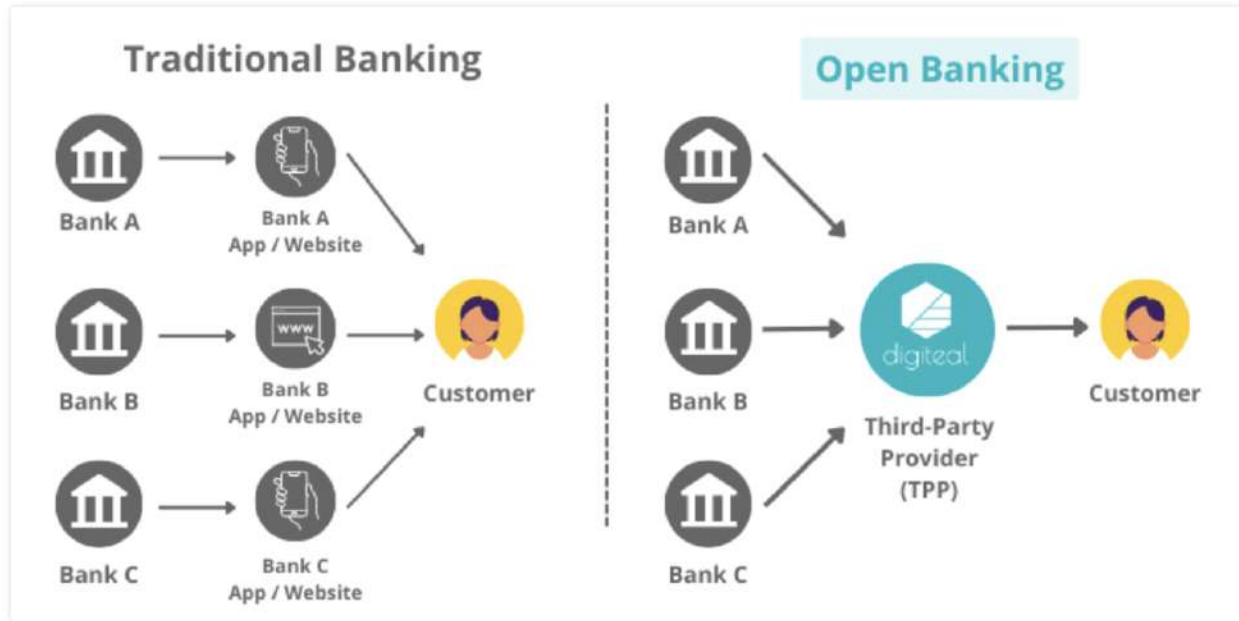 Traditional Banking
Bank A
Bank A
App / Website
Bank B
www
Bank B
App / Website
Customer
Bank C
Bank C
App / Website
Open Banking
Bank A
Bank B
digiteal
Third-Party
Provider
(TPP)
Customer
Bank C